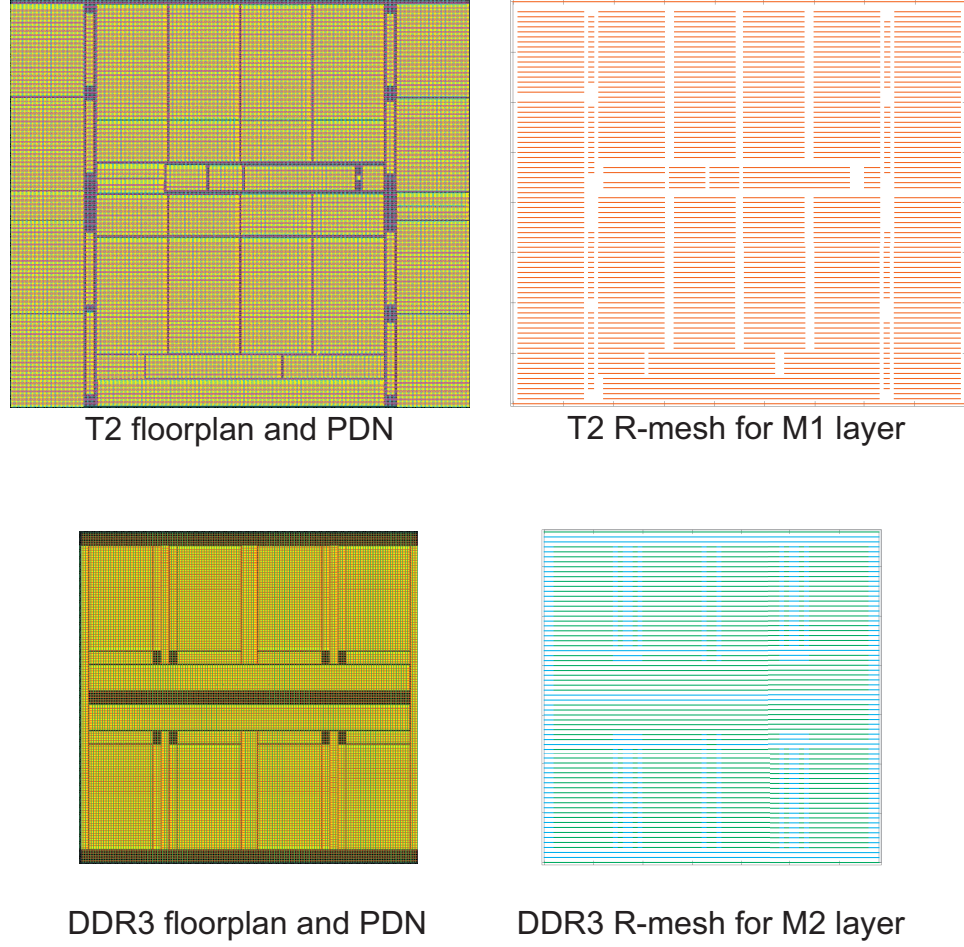 T2 floorplan and PDN
T2 R-mesh for M1 layer
DDR3 floorplan and PDN
DDR3 R-mesh for M2 layer